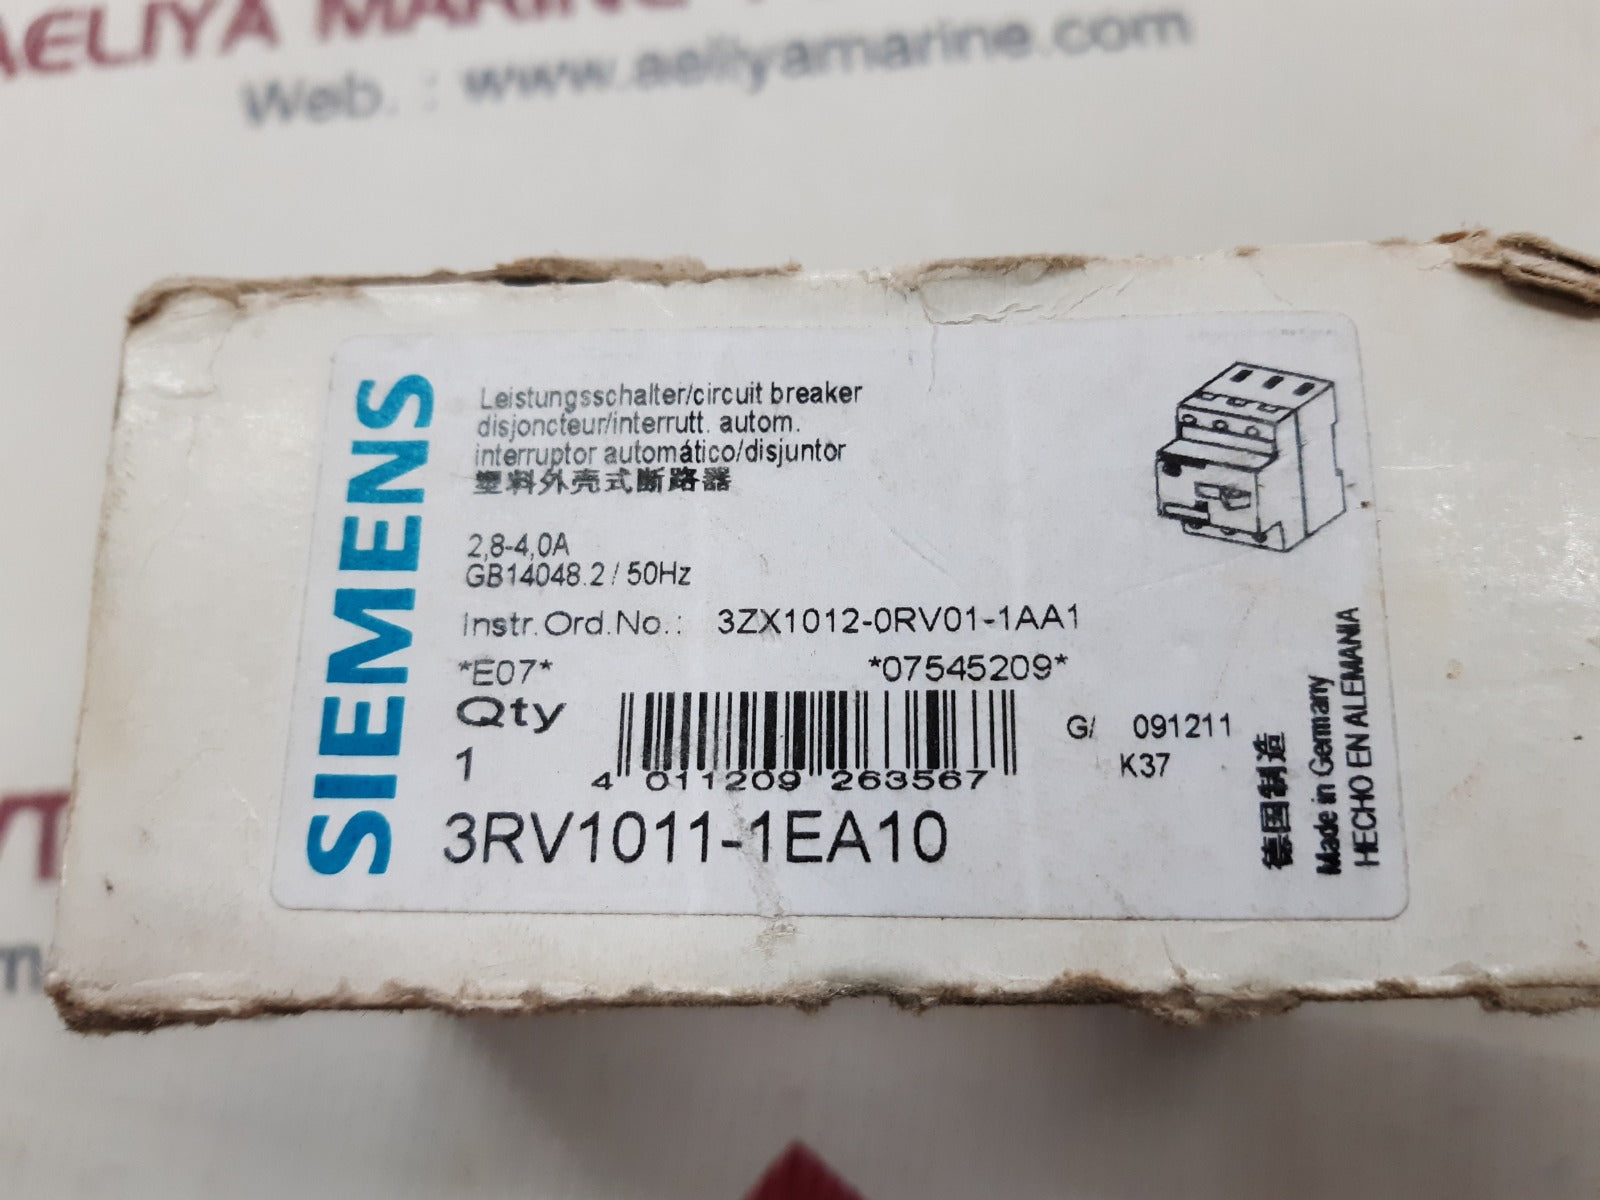 AELIYA MARINE
Web. : www.aeliyamarine.com
SIEMENS
Leistungsschalter/circuit breaker
disjoncteur/interrutt. autom.
interruptor automático/disjuntor
塑料外壳式断路器
2,8-4,0A
GB14048.2 / 50Hz
Instr.Ord.No.: 3ZX1012-0RV01-1AA1
*E07* *07545209*
Qty
1
4 011209 263567
G/ 091211
K37
3RV1011-1EA10
德国制造
Made in Germany
HECHO EN ALEMANIA